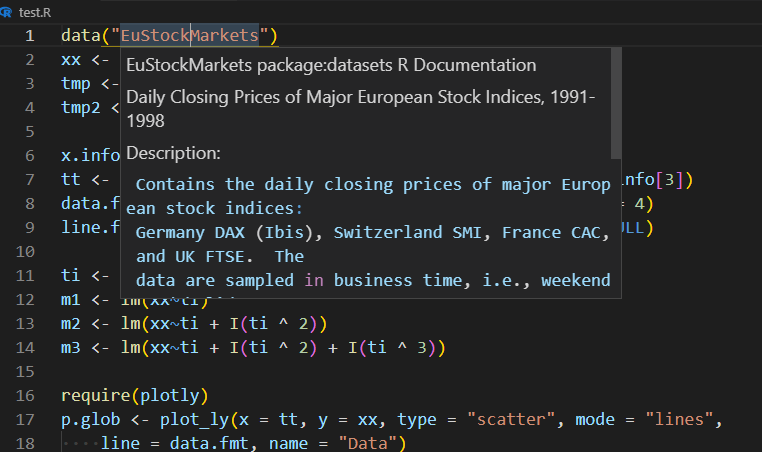 test.R
1 data("EuStockMarkets")
2 xx <-
3 tmp <-
4 tmp2 <
5
6 x.info
7 tt <- nfo[3])
8 data.f = 4)
9 line.f ULL)
10
11 ti <-
12 m1 <- lm(xx~ti)
13 m2 <- lm(xx~ti + I(ti ^ 2))
14 m3 <- lm(xx~ti + I(ti ^ 2) + I(ti ^ 3))
15
16 require(plotly)
17 p.glob <- plot_ly(x = tt, y = xx, type = "scatter", mode = "lines",
18 ····line = data.fmt, name = "Data")
EuStockMarkets package:datasets R Documentation
Daily Closing Prices of Major European Stock Indices, 1991-
1998
Description:
Contains the daily closing prices of major Europ
ean stock indices:
Germany DAX (Ibis), Switzerland SMI, France CAC,
and UK FTSE. The
data are sampled in business time, i.e., weekend